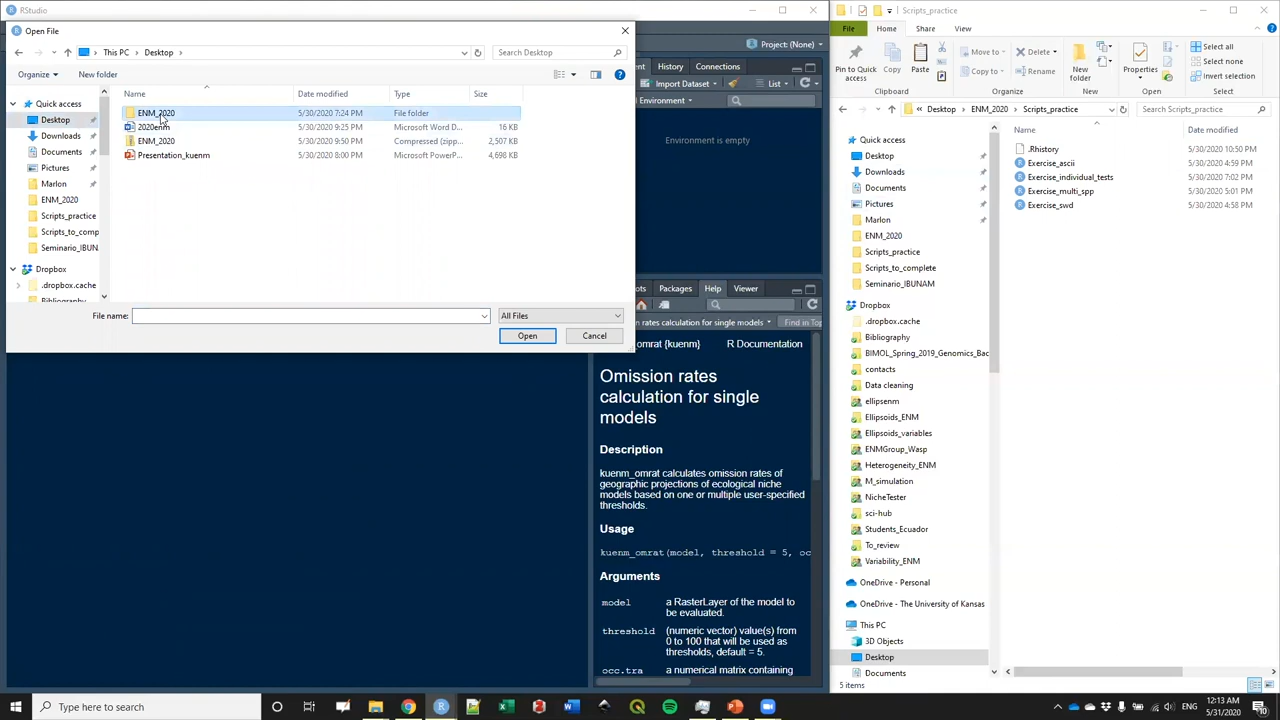 RStudio
Open File
This PC
Desktop
Search Desktop
Organize
New folder
Name
Date modified
Type
Size
Quick access
Desktop
Downloads
Documents
Pictures
Marlon
ENM_2020
Scripts_practice
Scripts_to_comp
Seminario_IBUN
Dropbox
.dropbox.cache
ENM_2020 5/30/2020 7:24 PM File folder
2020enm 5/30/2020 9:25 PM Microsoft Word D... 16 KB
ENM_2020 5/30/2020 9:50 PM Compressed (zipp... 2,507 KB
Presentation_kuenm 5/30/2020 8:00 PM Microsoft PowerP... 4,698 KB
File name:
All Files
Open
Cancel
Project: (None)
History
Connections
Import Dataset
List
Environment
Environment is empty
Packages
Help
Viewer
rates calculation for single models
Find in Top
{kuenm}
R Documentation
Omission rates
calculation for single
models
Description
kuenm_omrat calculates omission rates of
geographic projections of ecological niche
models based on one or multiple user-specified
thresholds.
Usage
kuenm_omrat(model, threshold = 5, oc
Arguments
model a RasterLayer of the model to
be evaluated.
threshold (numeric vector) value(s) from
0 to 100 that will be used as
thresholds, default = 5.
occ.tra a numerical matrix containing
Scripts_practice
File
Home
Share
View
Pin to Quick
access
Copy
Paste
Clipboard
Move to
Copy to
Delete
Rename
Organize
New
folder
New
Properties
Open
Select all
Select none
Invert selection
Select
Desktop
ENM_2020
Scripts_practice
Search Scripts_practice
Name
Date modified
.Rhistory 5/30/2020 10:50 PM
Exercise_ascii 5/30/2020 4:59 PM
Exercise_individual_tests 5/30/2020 7:02 PM
Exercise_multi_spp 5/30/2020 5:01 PM
Exercise_swd 5/30/2020 4:58 PM
Quick access
Desktop
Downloads
Documents
Pictures
Marlon
ENM_2020
Scripts_practice
Scripts_to_complete
Seminario_IBUNAM
Dropbox
.dropbox.cache
Bibliography
BIMOL_Spring_2019_Genomics_Bac
contacts
Data cleaning
ellipsenm
Ellipsoids_ENM
Ellipsoids_variables
ENMGroup_Wasp
Heterogeneity_ENM
M_simulation
NicheTester
sci-hub
Students_Ecuador
To_review
Variability_ENM
OneDrive - Personal
OneDrive - The University of Kansas
This PC
3D Objects
Desktop
Documents
5 items
Type here to search
12:13 AM
5/31/2020